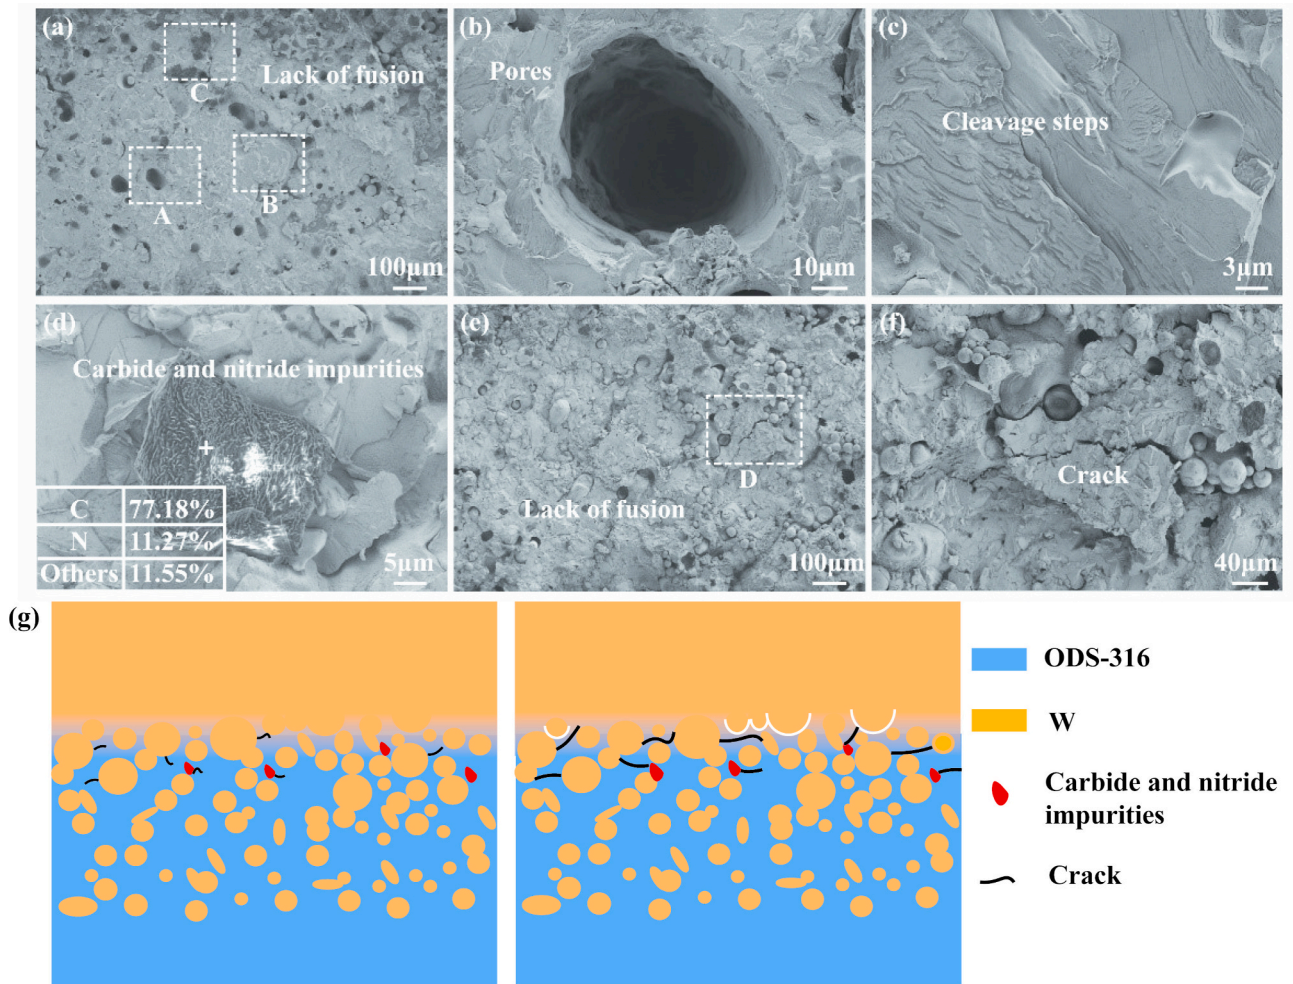 (a)
C
Lack of fusion
A
B
100μm
(b)
Pores
10μm
(c)
Cleavage steps
3μm
(d)
Carbide and nitride impurities
C 77.18%
N 11.27%
Others 11.55%
5μm
(e)
D
Lack of fusion
100μm
(f)
Crack
40μm
(g)
ODS-316
W
Carbide and nitride
impurities
Crack